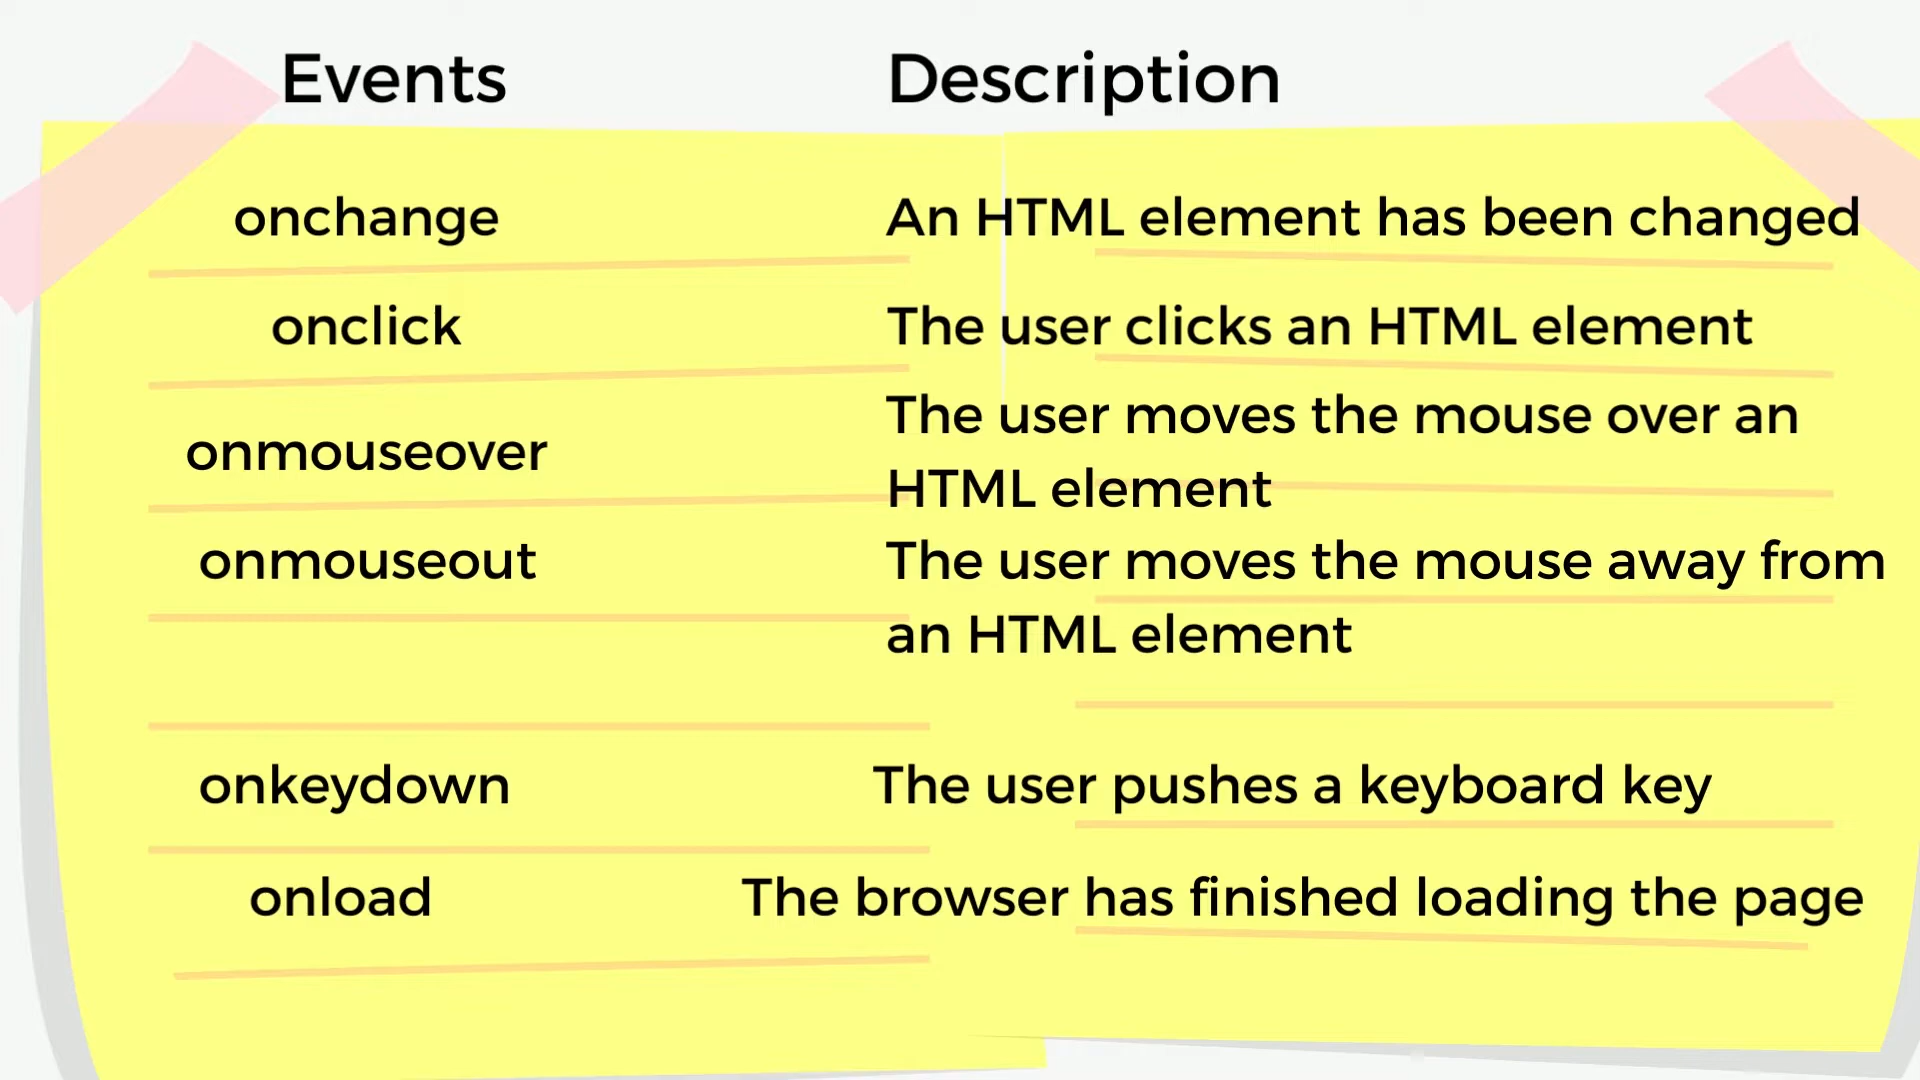 Events Description
onchange An HTML element has been changed
onclick The user clicks an HTML element
onmouseover The user moves the mouse over an
HTML element
onmouseout The user moves the mouse away from
an HTML element
onkeydown The user pushes a keyboard key
onload The browser has finished loading the page